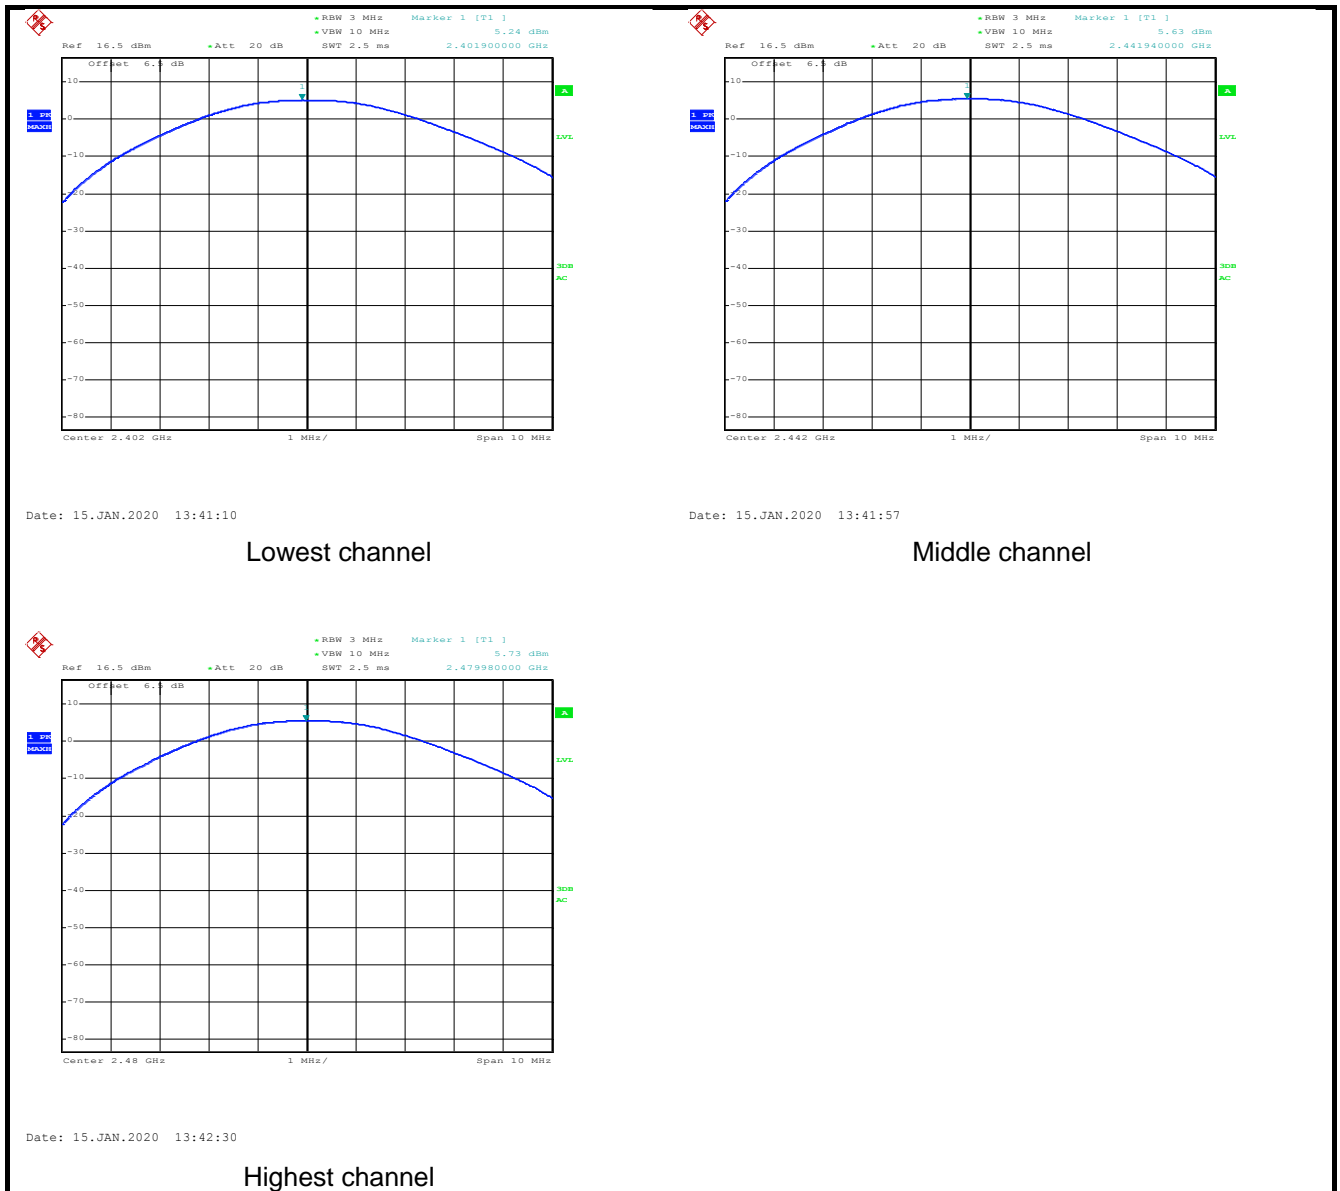 RBW 3 MHz Marker 1 [T1 ]
VBW 10 MHz 5.24 dBm
Ref 16.5 dBm Att 20 dB SWT 2.5 ms 2.401900000 GHz
Offset 6.5 dB
10
1
A
1 PK
MAXH
0
LVL
-10
-20
-30
-40
3DB
AC
-50
-60
-70
-80
Center 2.402 GHz 1 MHz/ Span 10 MHz
Date: 15.JAN.2020 13:41:10
Lowest channel
RBW 3 MHz Marker 1 [T1 ]
VBW 10 MHz 5.63 dBm
Ref 16.5 dBm Att 20 dB SWT 2.5 ms 2.441940000 GHz
Offset 6.5 dB
10
1
A
1 PK
MAXH
0
LVL
-10
-20
-30
-40
3DB
AC
-50
-60
-70
-80
Center 2.442 GHz 1 MHz/ Span 10 MHz
Date: 15.JAN.2020 13:41:57
Middle channel
RBW 3 MHz Marker 1 [T1 ]
VBW 10 MHz 5.73 dBm
Ref 16.5 dBm Att 20 dB SWT 2.5 ms 2.479980000 GHz
Offset 6.5 dB
10
1
A
1 PK
MAXH
0
LVL
-10
-20
-30
-40
3DB
AC
-50
-60
-70
-80
Center 2.48 GHz 1 MHz/ Span 10 MHz
Date: 15.JAN.2020 13:42:30
Highest channel